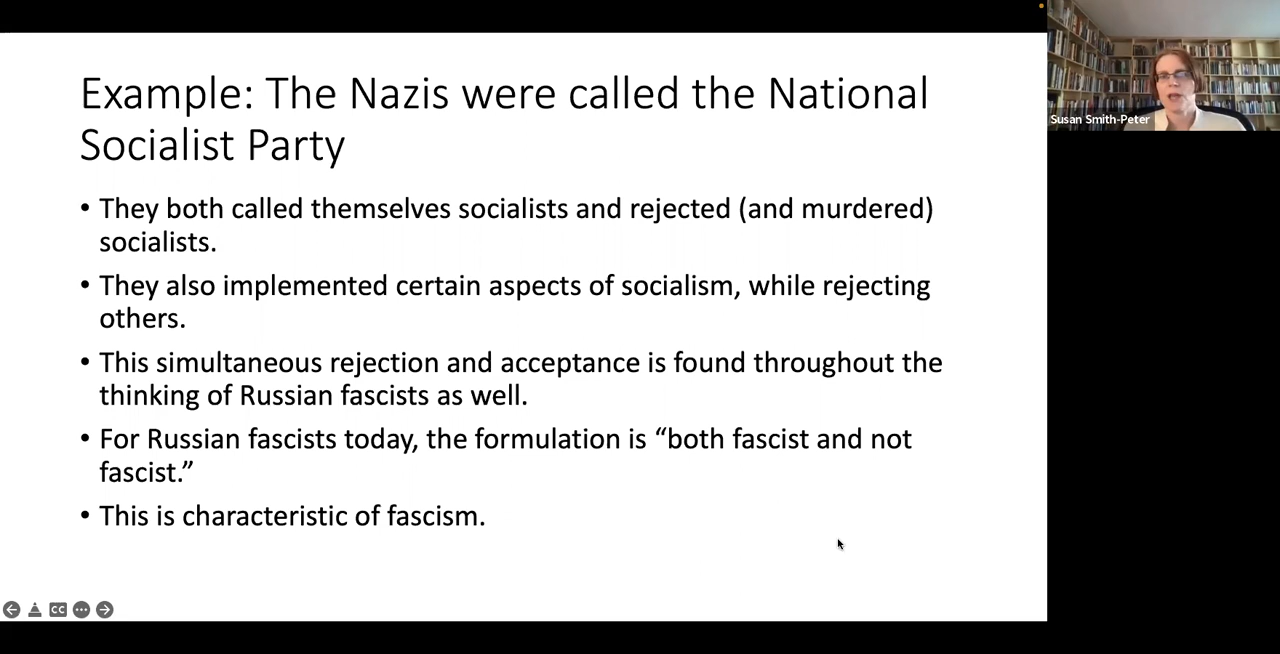 Example: The Nazis were called the National
Socialist Party
• They both called themselves socialists and rejected (and murdered)
socialists.
• They also implemented certain aspects of socialism, while rejecting
others.
• This simultaneous rejection and acceptance is found throughout the
thinking of Russian fascists as well.
• For Russian fascists today, the formulation is “both fascist and not
fascist.”
• This is characteristic of fascism.
CC
Susan Smith-Peter